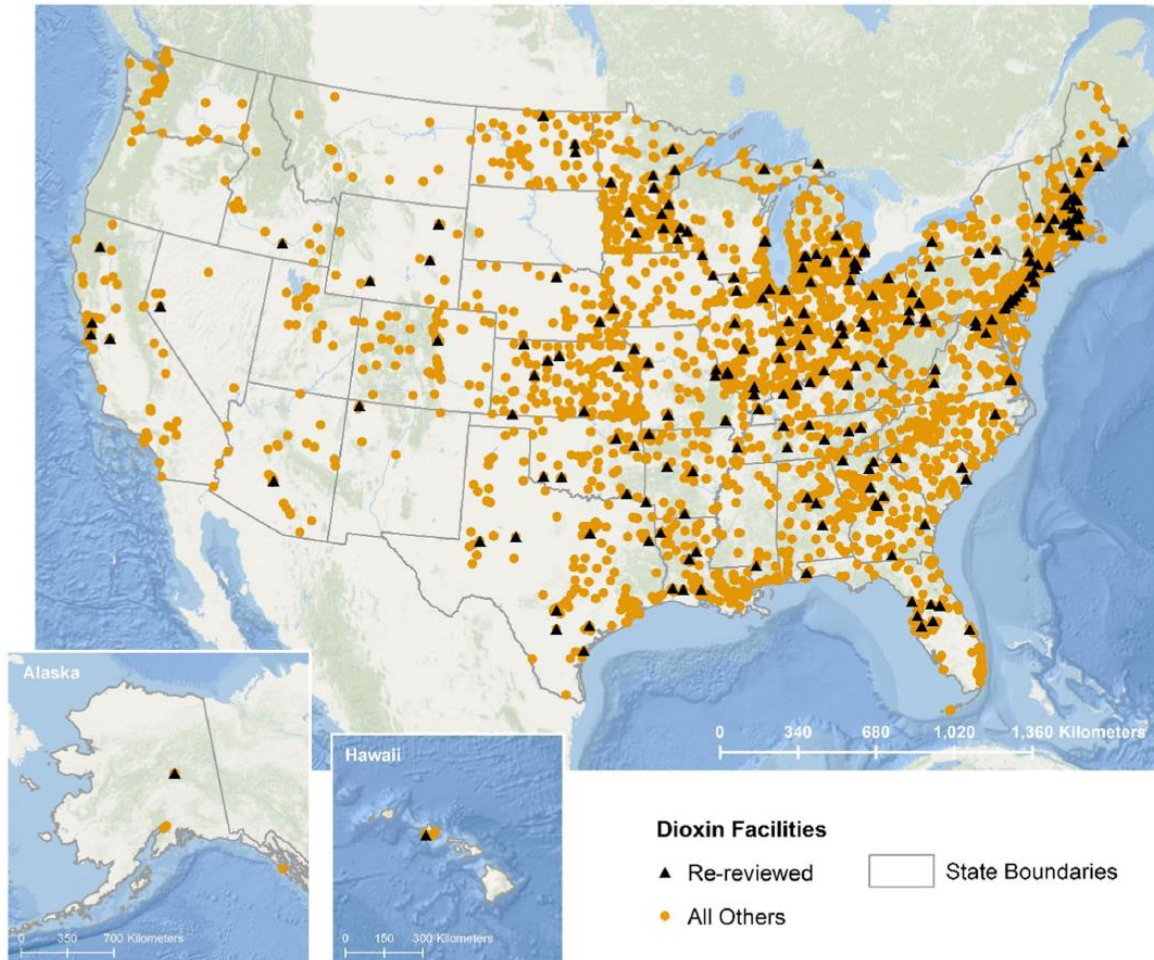 Alaska
0 350 700 Kilometers
Hawaii
0 150 300 Kilometers
0 340 680 1,020 1,360 Kilometers
Dioxin Facilities
Re-reviewed
All Others
State Boundaries